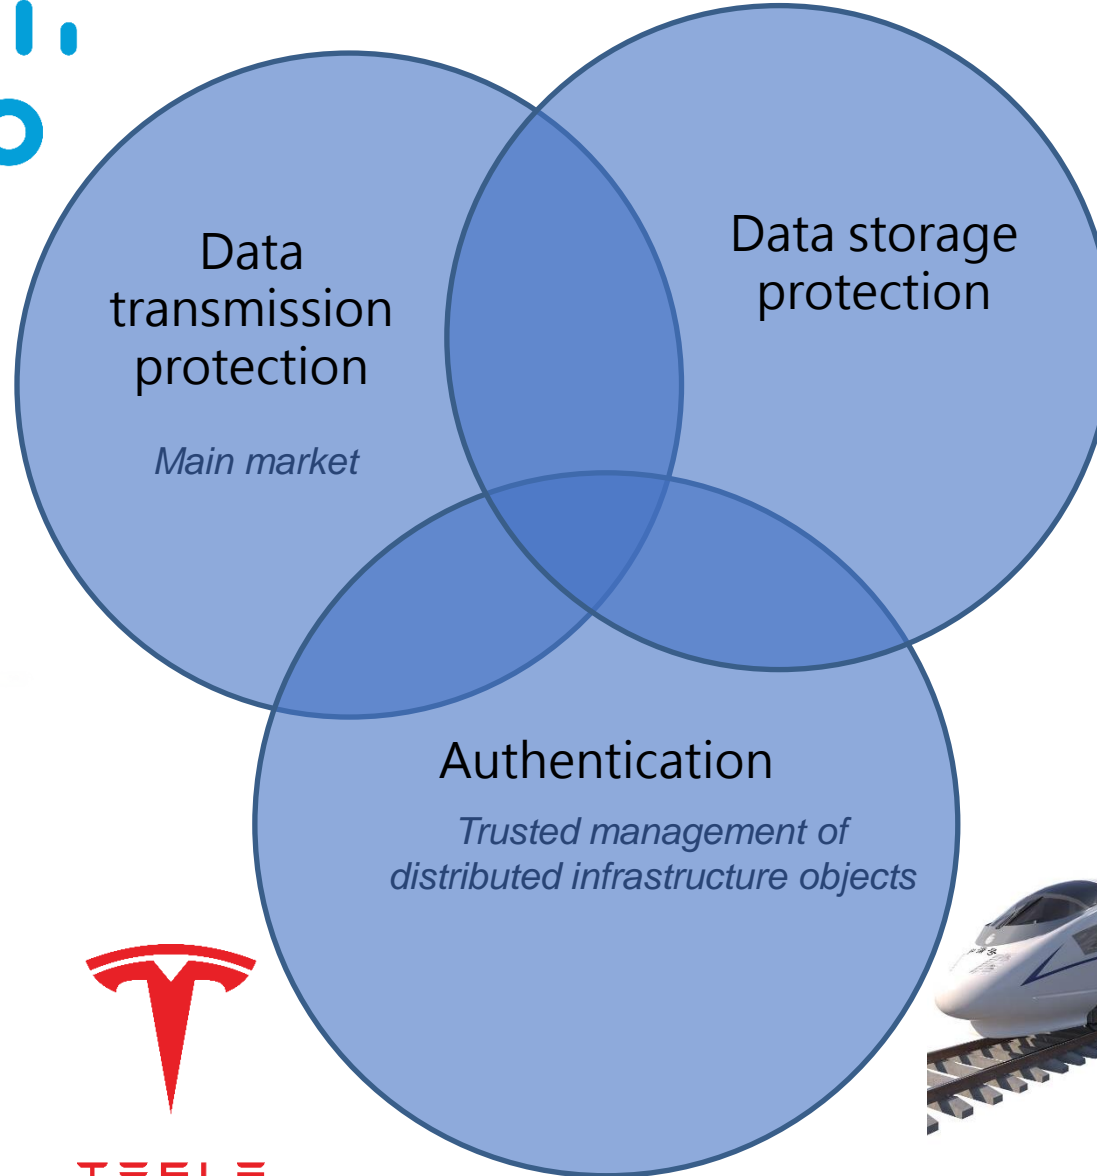 Data
transmission
protection
Main market
Data storage
protection
Authentication
Trusted management of
distributed infrastructure objects